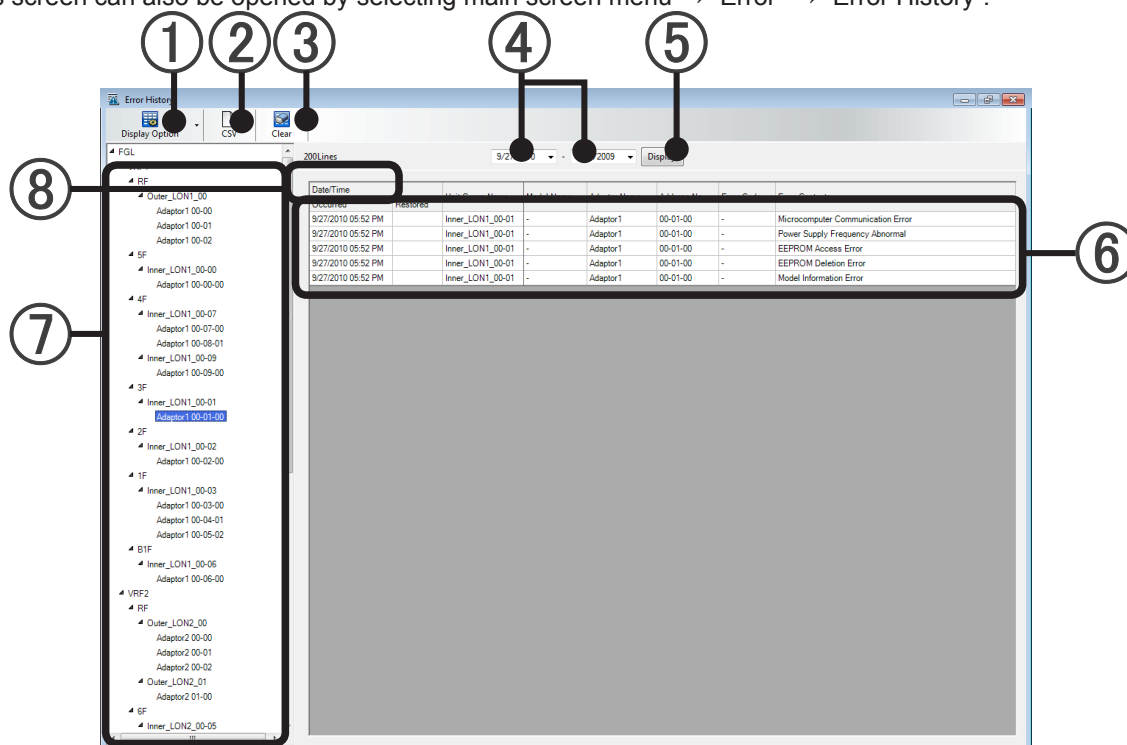 s screen can also be opened by selecting main screen menu → "Error" → "Error History".
① ② ③ ④ ⑤
Error History
Display Option CSV Clear
FGL
200Lines 9/27 - 2009 Display
⑧
RF
Outer_LON1_00
Adaptor1 00-00
Adaptor1 00-01
Adaptor1 00-02
5F
Inner_LON1_00-00
Adaptor1 00-00-00
4F
Inner_LON1_00-07
Adaptor1 00-07-00
Adaptor1 00-08-01
Inner_LON1_00-09
Adaptor1 00-09-00
3F
Inner_LON1_00-01
Adaptor1 00-01-00
2F
Inner_LON1_00-02
Adaptor1 00-02-00
1F
Inner_LON1_00-03
Adaptor1 00-03-00
Adaptor1 00-04-01
Adaptor1 00-05-02
B1F
Inner_LON1_00-06
Adaptor1 00-06-00
VRF2
RF
Outer_LON2_00
Adaptor2 00-00
Adaptor2 00-01
Adaptor2 00-02
Outer_LON2_01
Adaptor2 01-00
6F
Inner_LON2_00-05
⑦
Date/Time
Occurred Restored
9/27/2010 05:52 PM Inner_LON1_00-01 - Adaptor1 00-01-00 - Microcomputer Communication Error
9/27/2010 05:52 PM Inner_LON1_00-01 - Adaptor1 00-01-00 - Power Supply Frequency Abnormal
9/27/2010 05:52 PM Inner_LON1_00-01 - Adaptor1 00-01-00 - EEPROM Access Error
9/27/2010 05:52 PM Inner_LON1_00-01 - Adaptor1 00-01-00 - EEPROM Deletion Error
9/27/2010 05:52 PM Inner_LON1_00-01 - Adaptor1 00-01-00 - Model Information Error
⑥